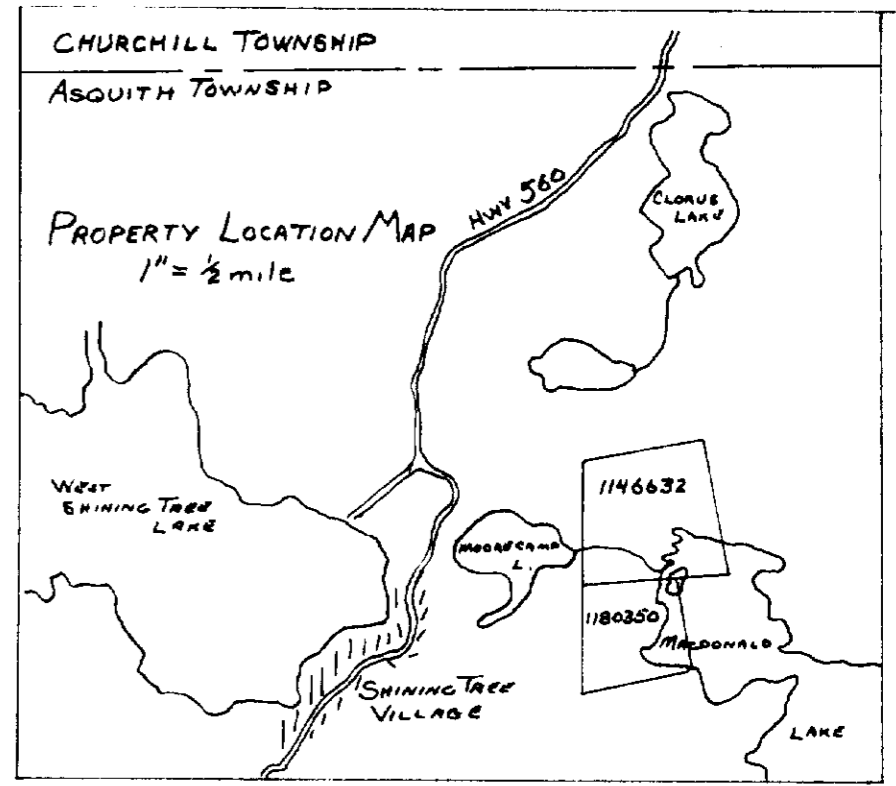 CHURCHILL TOWNSHIP
ASQUITH TOWNSHIP
HWY 560
CLORUS
LAKE
PROPERTY LOCATION MAP
1" = 1/2 mile
WEST
SHINING TREE
LAKE
1146632
MOORECAMP
L.
1180350
MACDONALD
SHINING TREE
VILLAGE
LAKE